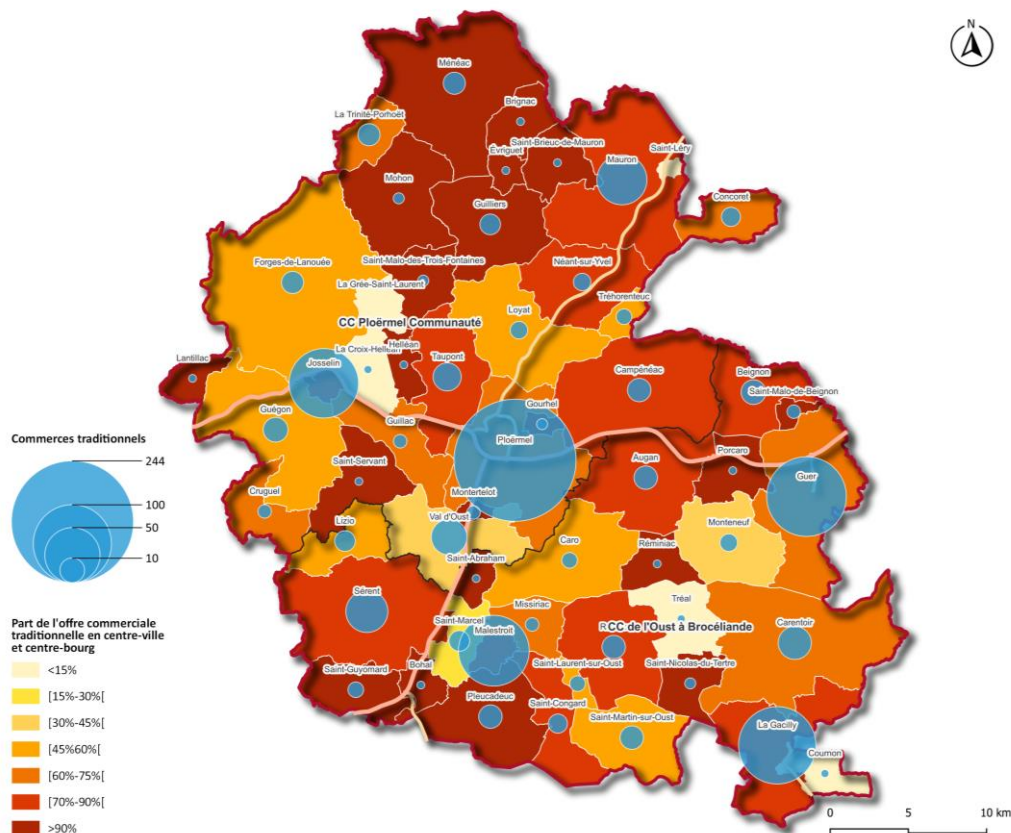 N
Ménéac
Brignac
La Trinité-Porhoët
Saint-Brieuc-de-Mauron
Saint-Léry
Évriguet
Mauron
Mohon
Concoret
Guilliers
Saint-Malo-des-Trois-Fontaines
Néant-sur-Yvel
Forges-de-Lanouée
La Grée-Saint-Laurent
Tréhorenteuc
Loyat
CC Ploërmel Communauté
La Croix-Helléan
Helléan
Lantillac
Josselin
Taupont
Campénéac
Beignon
Saint-Malo-de-Beignon
Guégon
Gourhel
Guillac
Ploërmel
Commerces traditionnels
244
100
50
10
Saint-Servant
Augan
Porcaro
Guer
Cruguel
Montertelot
Lizio
Val d'Oust
Monteneuf
Caro
Réminiac
Saint-Abraham
Sérent
Tréal
Missiriac
Saint-Marcel
Malestroit
R
CC de l'Oust à Brocéliande
Carentoir
Saint-Guyomard
Bohal
Saint-Laurent-sur-Oust
Saint-Nicolas-du-Tertre
Pleucadeuc
Saint-Congard
Saint-Martin-sur-Oust
La Gacilly
Cournon
Part de l'offre commerciale
traditionnelle en centre-ville
et centre-bourg
<15%
[15%-30%[
[30%-45%[
[45%60%[
[60%-75%[
[70%-90%[
>90%
0 5 10 km